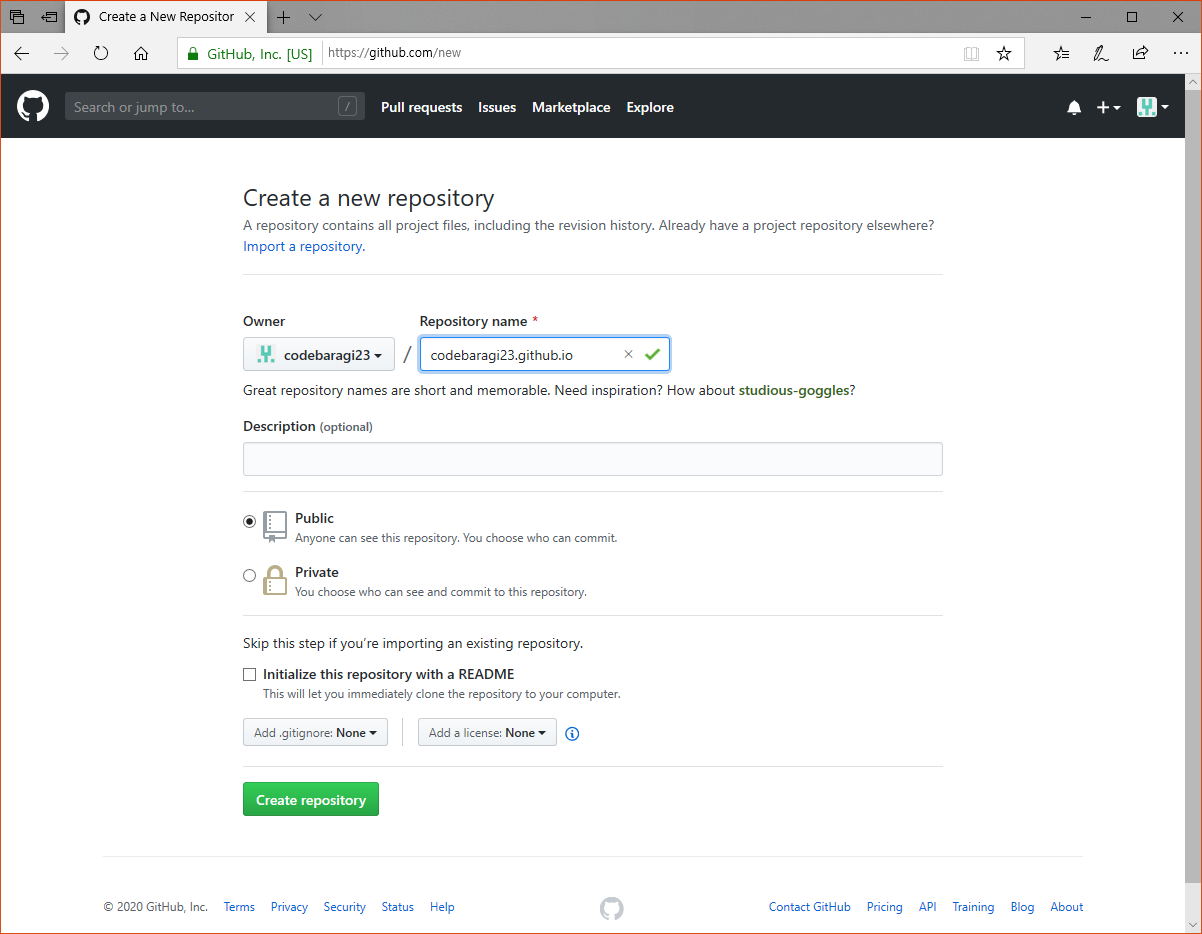 Create a New Repositor
GitHub, Inc. [US] https://github.com/new
Search or jump to... / Pull requests Issues Marketplace Explore
Create a new repository
A repository contains all project files, including the revision history. Already have a project repository elsewhere?
Import a repository.
Owner Repository name *
codebaragi23 / codebaragi23.github.io
Great repository names are short and memorable. Need inspiration? How about studious-goggles?
Description (optional)
Public
Anyone can see this repository. You choose who can commit.
Private
You choose who can see and commit to this repository.
Skip this step if you’re importing an existing repository.
Initialize this repository with a README
This will let you immediately clone the repository to your computer.
Add .gitignore: None Add a license: None
Create repository
© 2020 GitHub, Inc. Terms Privacy Security Status Help Contact GitHub Pricing API Training Blog About